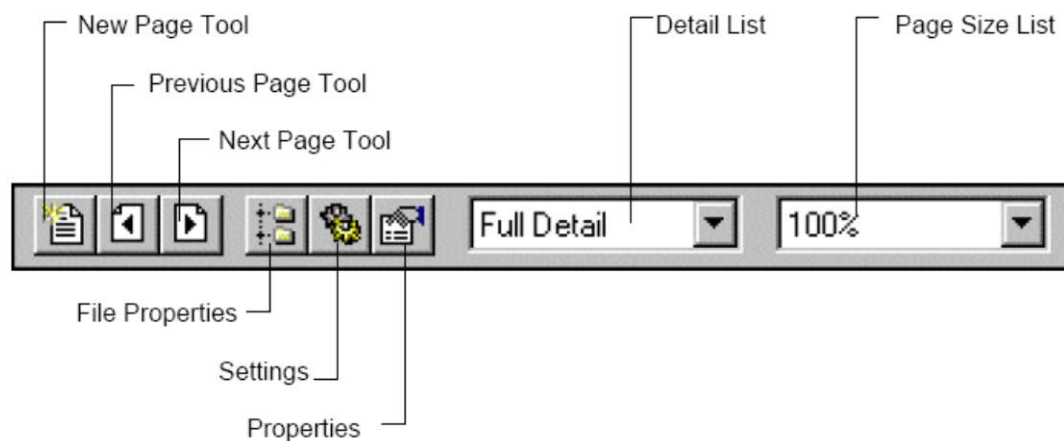 New Page Tool
Detail List
Page Size List
Previous Page Tool
Next Page Tool
Full Detail
100%
File Properties
Settings
Properties